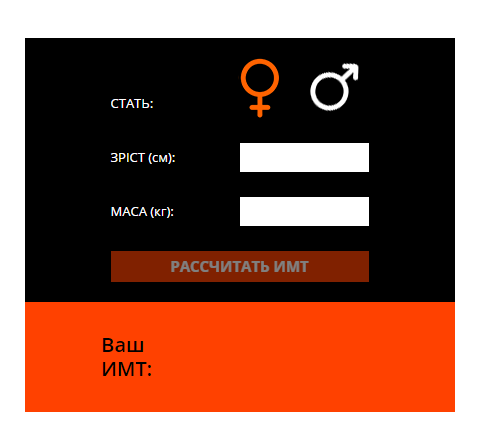 СТАТЬ:
ЗРІСТ (см):
МАСА (кг):
РАССЧИТАТЬ ИМТ
Ваш
ИМТ: